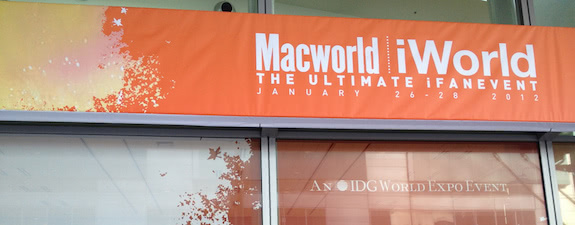 Macworld iWorld
THE ULTIMATE iFANEVENT
JANUARY 26-28 2012
AN IDG WORLD EXPO EVENT